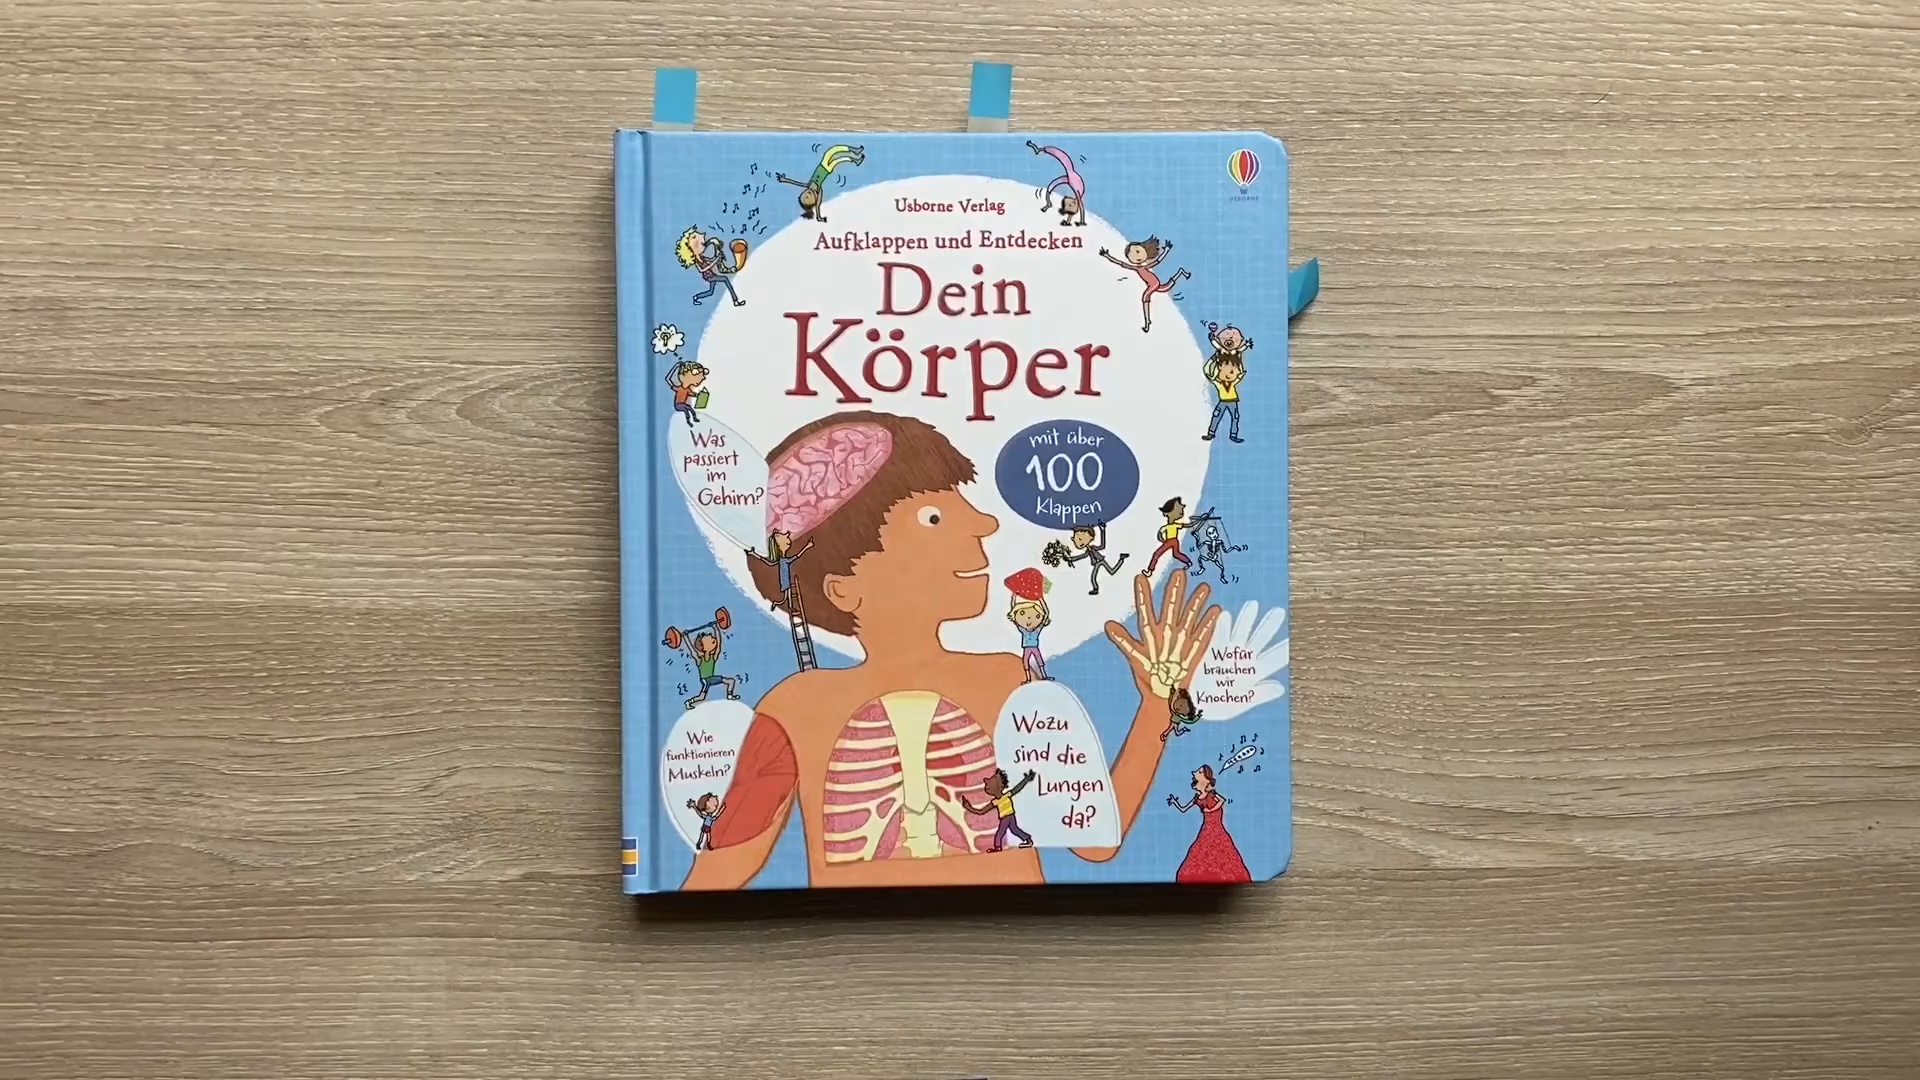 Usborne Verlag
USBORNE
Aufklappen und Entdecken
Dein
Körper
mit über
100
Klappen
Was
passiert
im
Gehirn?
Wofür
brauchen
wir
Knochen?
Wie
funktionieren
Muskeln?
Wozu
sind die
Lungen
da?